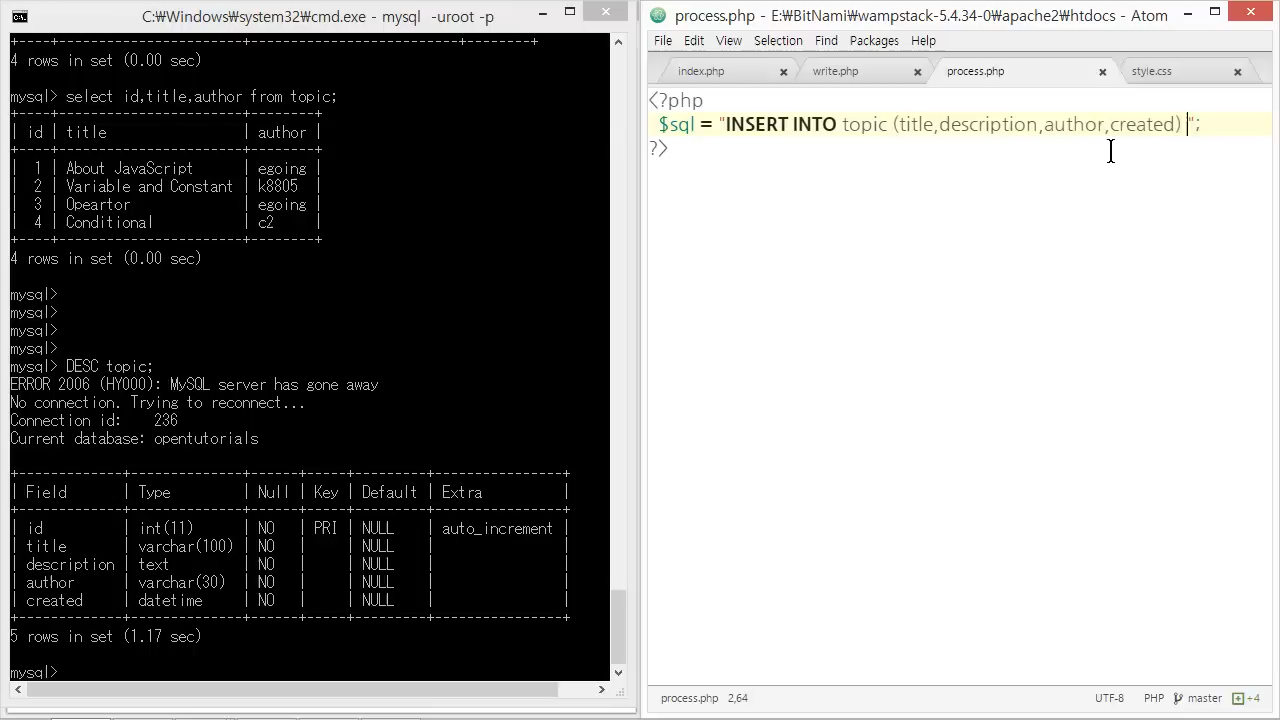 C:₩Windows₩system32₩cmd.exe - mysql  -uroot -p
+----+--------------------------------------------+--------+
4 rows in set (0.00 sec)
mysql> select id,title,author from topic;
+----+-----------------------+--------+
| id | title                 | author |
+----+-----------------------+--------+
|  1 | About JavaScript      | egoing |
|  2 | Variable and Constant | k8805  |
|  3 | Opeartor              | egoing |
|  4 | Conditional           | c2     |
+----+-----------------------+--------+
4 rows in set (0.00 sec)
mysql>
mysql>
mysql>
mysql>
mysql> DESC topic;
ERROR 2006 (HY000): MySQL server has gone away
No connection. Trying to reconnect...
Connection id:    236
Current database: opentutorials
+-------------+--------------+------+-----+---------+----------------+
| Field       | Type         | Null | Key | Default | Extra          |
+-------------+--------------+------+-----+---------+----------------+
| id          | int(11)      | NO   | PRI | NULL    | auto_increment |
| title       | varchar(100) | NO   |     | NULL    |                |
| description | text         | NO   |     | NULL    |                |
| author      | varchar(30)  | NO   |     | NULL    |                |
| created     | datetime     | NO   |     | NULL    |                |
+-------------+--------------+------+-----+---------+----------------+
5 rows in set (1.17 sec)
mysql>
process.php - E:₩BitNami₩wampstack-5.4.34-0₩apache2₩htdocs - Atom
File Edit View Selection Find Packages Help
index.php write.php process.php style.css
<?php
$sql = "INSERT INTO topic (title,description,author,created) ";
?>
process.php 2,64 UTF-8 PHP master +4